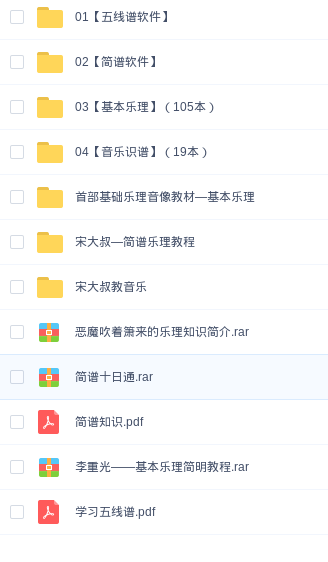 01【五线谱软件】
02【简谱软件】
03【基本乐理】（105本）
04【音乐识谱】（19本）
首部基础乐理音像教材—基本乐理
宋大叔—简谱乐理教程
宋大叔教音乐
恶魔吹着箫来的乐理知识简介.rar
简谱十日通.rar
简谱知识.pdf
李重光——基本乐理简明教程.rar
学习五线谱.pdf